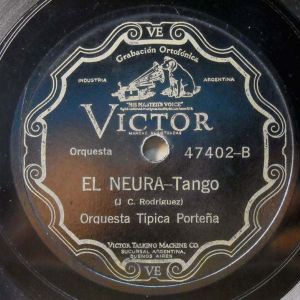 VE
Grabación Ortofónica
INDUSTRIA ARGENTINA
"HIS MASTER'S VOICE"
VICTOR
MARCAS REGISTRADAS
Orquesta 47402-B
EL NEURA-Tango
(J C. Rodríguez)
Orquesta Típica Porteña
VICTOR TALKING MACHINE CO.
SUCURSAL ARGENTINA,
BUENOS AIRES
VE